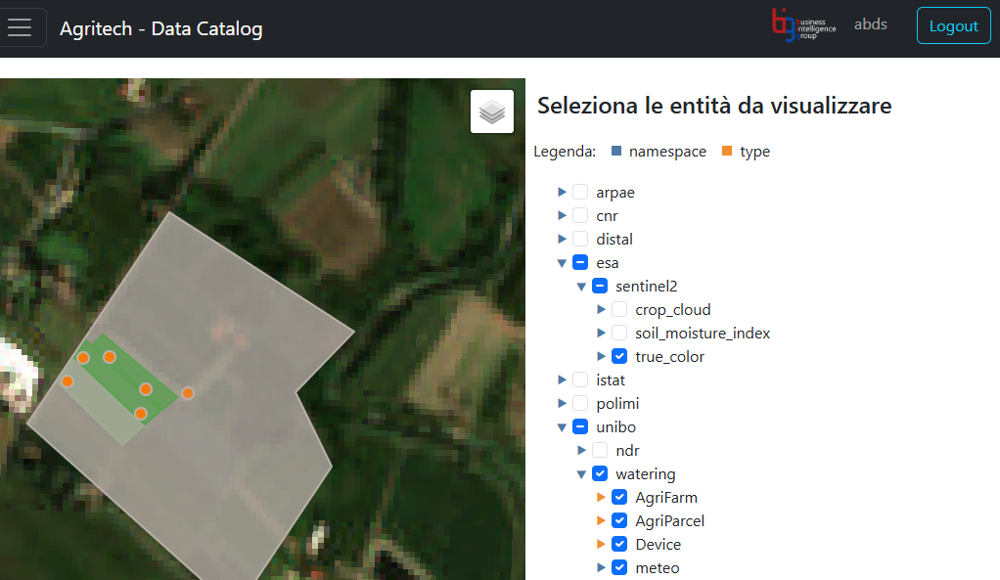 Agritech - Data Catalog
big business intelligence group
abds
Logout
Seleziona le entità da visualizzare
Legenda: namespace type
arpae
cnr
distal
esa
sentinel2
crop_cloud
soil_moisture_index
true_color
istat
polimi
unibo
ndr
watering
AgriFarm
AgriParcel
Device
meteo